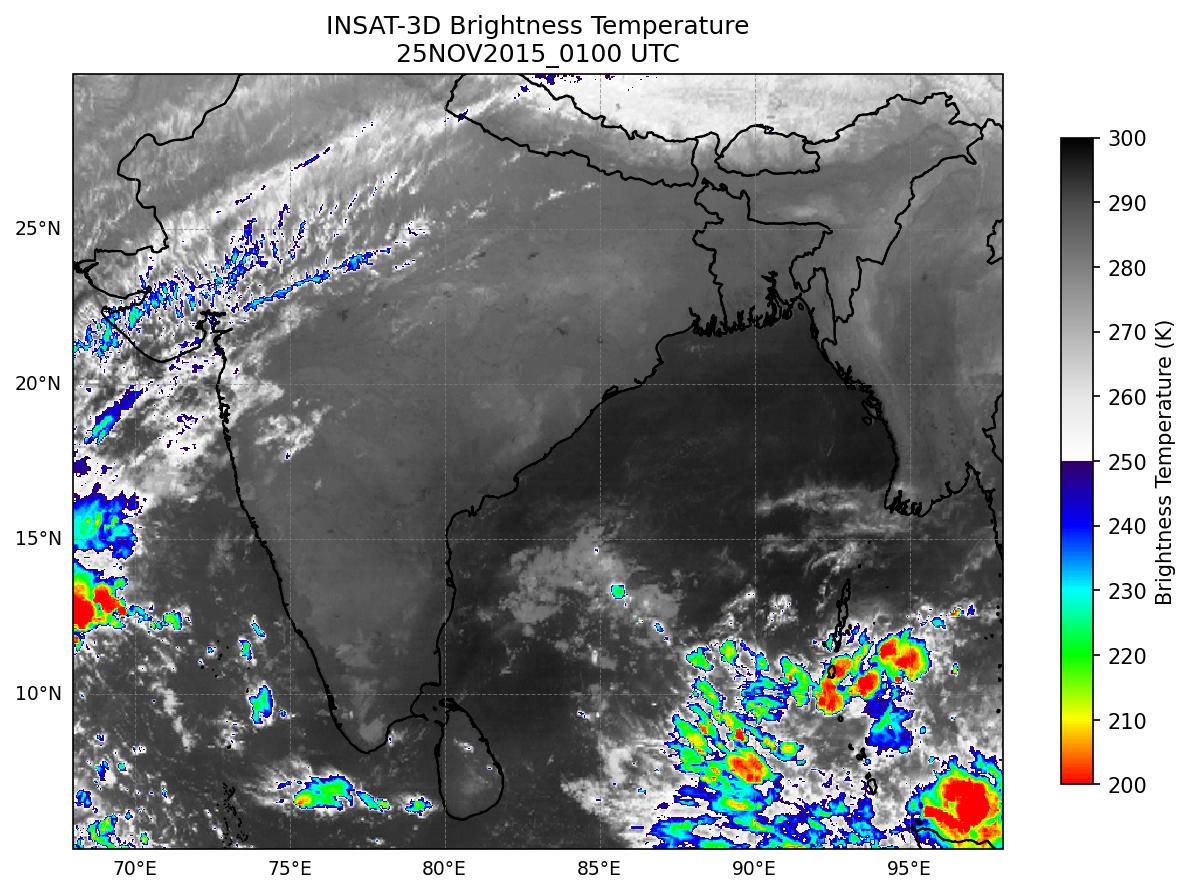 INSAT-3D Brightness Temperature
25NOV2015_0100 UTC
25°N
20°N
15°N
10°N
70°E
75°E
80°E
85°E
90°E
95°E
300
290
280
270
260
250
240
230
220
210
200
Brightness Temperature (K)